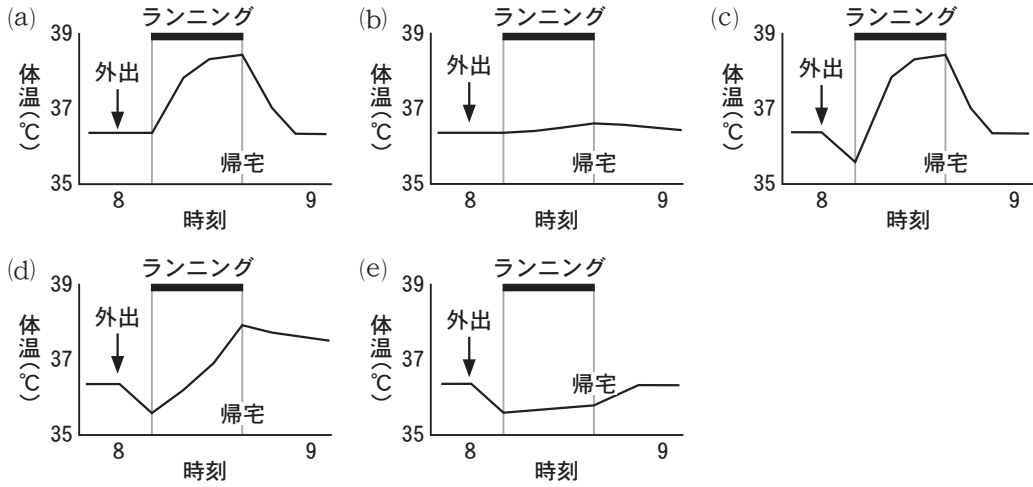 (a)
ランニング
39
37
35
体温(℃)
外出
帰宅
8
9
時刻
(b)
ランニング
39
37
35
体温(℃)
外出
帰宅
8
9
時刻
(c)
ランニング
39
37
35
体温(℃)
外出
帰宅
8
9
時刻
(d)
ランニング
39
37
35
体温(℃)
外出
帰宅
8
9
時刻
(e)
ランニング
39
37
35
体温(℃)
外出
帰宅
8
9
時刻